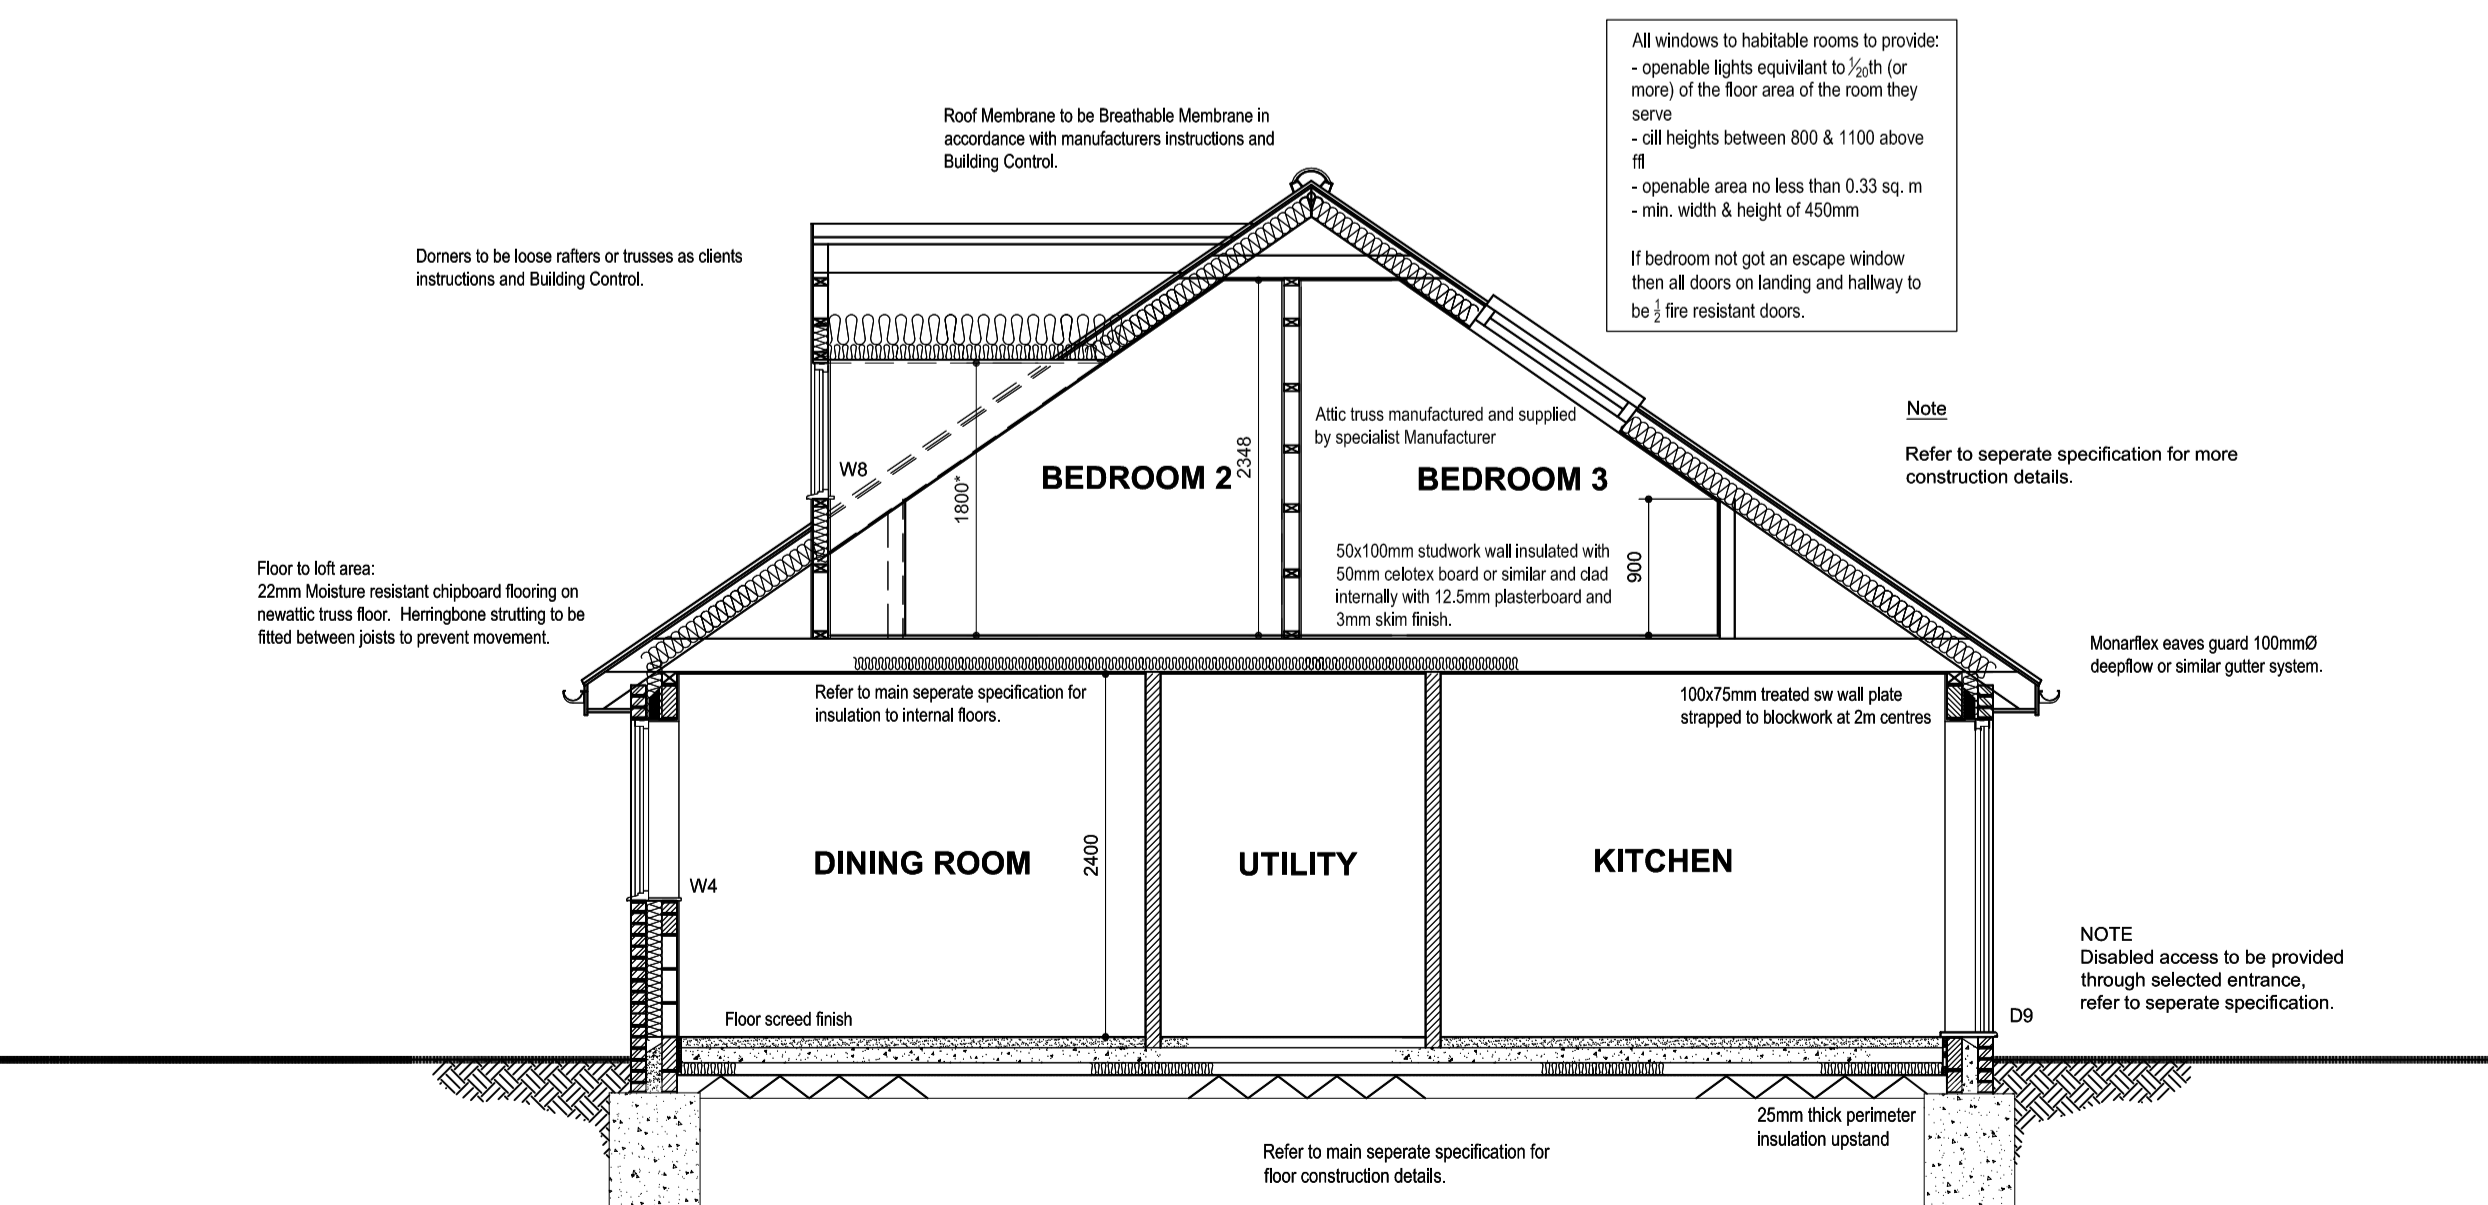 All windows to habitable rooms to provide:
- openable lights equivilant to 1/20th (or
more) of the floor area of the room they
serve
- cill heights between 800 & 1100 above
ffl
- openable area no less than 0.33 sq. m
- min. width & height of 450mm
If bedroom not got an escape window
then all doors on landing and hallway to
be 1/2 fire resistant doors.
Roof Membrane to be Breathable Membrane in
accordance with manufacturers instructions and
Building Control.
Dorners to be loose rafters or trusses as clients
instructions and Building Control.
Note
Refer to seperate specification for more
construction details.
Attic truss manufactured and supplied
by specialist Manufacturer
W8
1800*
BEDROOM 2
2348
BEDROOM 3
50x100mm studwork wall insulated with
50mm celotex board or similar and clad
internally with 12.5mm plasterboard and
3mm skim finish.
900
Floor to loft area:
22mm Moisture resistant chipboard flooring on
newattic truss floor. Herringbone strutting to be
fitted between joists to prevent movement.
Monarflex eaves guard 100mmØ
deepflow or similar gutter system.
Refer to main seperate specification for
insulation to internal floors.
100x75mm treated sw wall plate
strapped to blockwork at 2m centres
DINING ROOM
2400
UTILITY
KITCHEN
W4
NOTE
Disabled access to be provided
through selected entrance,
refer to seperate specification.
D9
Floor screed finish
25mm thick perimeter
insulation upstand
Refer to main seperate specification for
floor construction details.